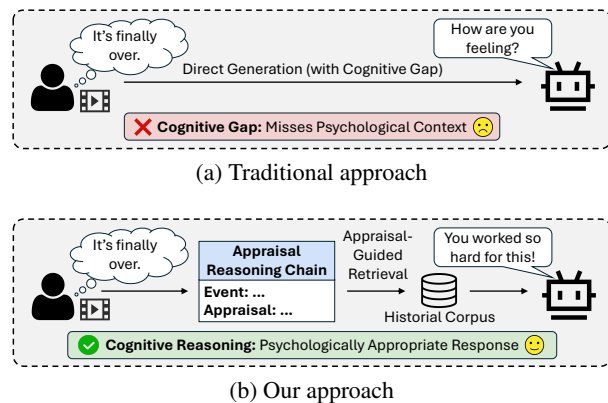 It's finally
over.
How are you
feeling?
Direct Generation (with Cognitive Gap)
Cognitive Gap: Misses Psychological Context
(a) Traditional approach
It's finally
over.
Appraisal
Reasoning Chain
Event: ...
Appraisal: ...
Appraisal-
Guided
Retrieval
Historial Corpus
You worked so
hard for this!
Cognitive Reasoning: Psychologically Appropriate Response
(b) Our approach